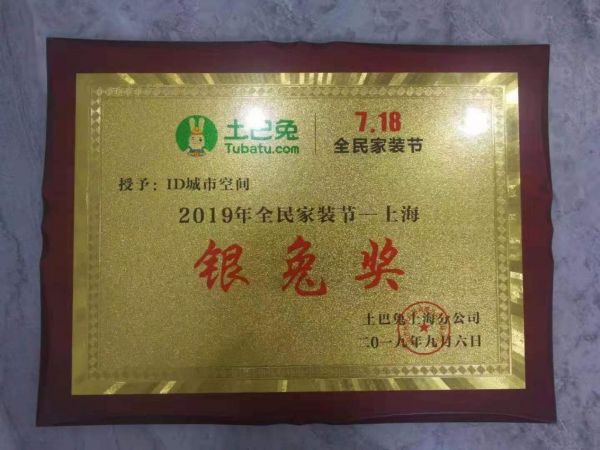 土巴兔
Tubatu.com
7.18
全民家装节
授予：ID城市空间
2019年全民家装节—上海
银兔奖
土巴兔上海分公司
二〇一九年九月六日